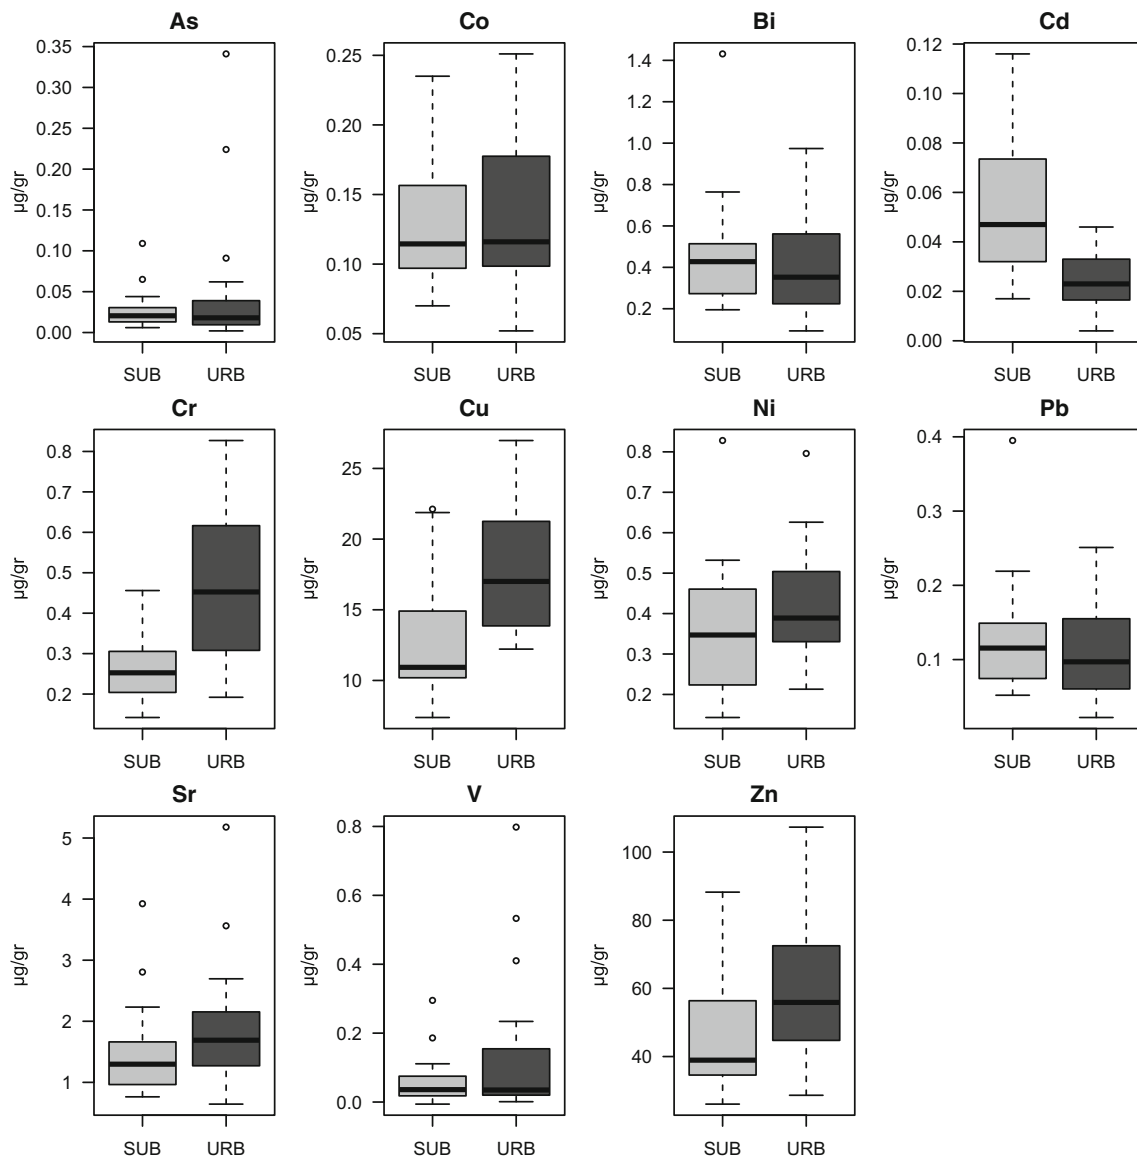 As
Co
Bi
Cd
0.35
0.30
0.25
0.20
0.15
0.10
0.05
0.00
µg/gr
SUB
URB
0.25
0.20
0.15
0.10
0.05
µg/gr
SUB
URB
1.4
1.2
1.0
0.8
0.6
0.4
0.2
µg/gr
SUB
URB
0.12
0.10
0.08
0.06
0.04
0.02
0.00
µg/gr
SUB
URB
Cr
Cu
Ni
Pb
0.8
0.7
0.6
0.5
0.4
0.3
0.2
µg/gr
SUB
URB
25
20
15
10
µg/gr
SUB
URB
0.8
0.7
0.6
0.5
0.4
0.3
0.2
µg/gr
SUB
URB
0.4
0.3
0.2
0.1
µg/gr
SUB
URB
Sr
V
Zn
5
4
3
2
1
µg/gr
SUB
URB
0.8
0.6
0.4
0.2
0.0
µg/gr
SUB
URB
100
80
60
40
µg/gr
SUB
URB